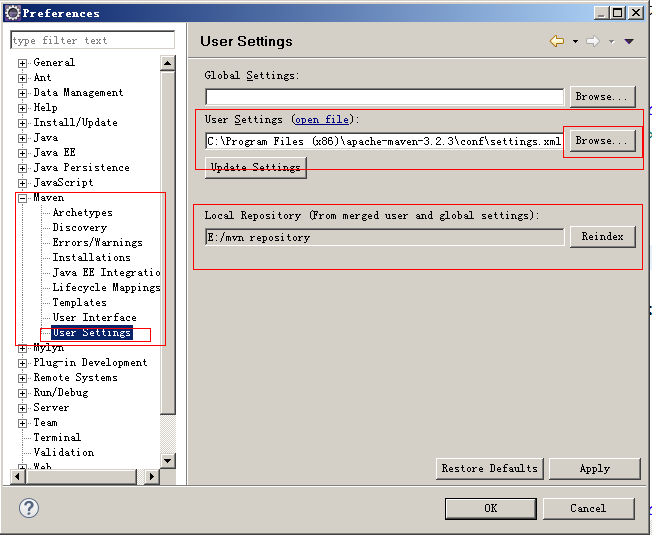 Preferences
type filter text
User Settings
General
Ant
Data Management
Help
Install/Update
Java
Java EE
Java Persistence
JavaScript
Maven
Archetypes
Discovery
Errors/Warnings
Installations
Java EE Integratio
Lifecycle Mappings
Templates
User Interface
User Settings
Mylyn
Plug-in Development
Remote Systems
Run/Debug
Server
Team
Terminal
Validation
Web
Global Settings:
Browse...
User Settings (open file):
C:\Program Files (x86)\apache-maven-3.2.3\conf\settings.xml
Browse...
Update Settings
Local Repository (From merged user and global settings):
E:/mvn repository
Reindex
Restore Defaults
Apply
?
OK
Cancel